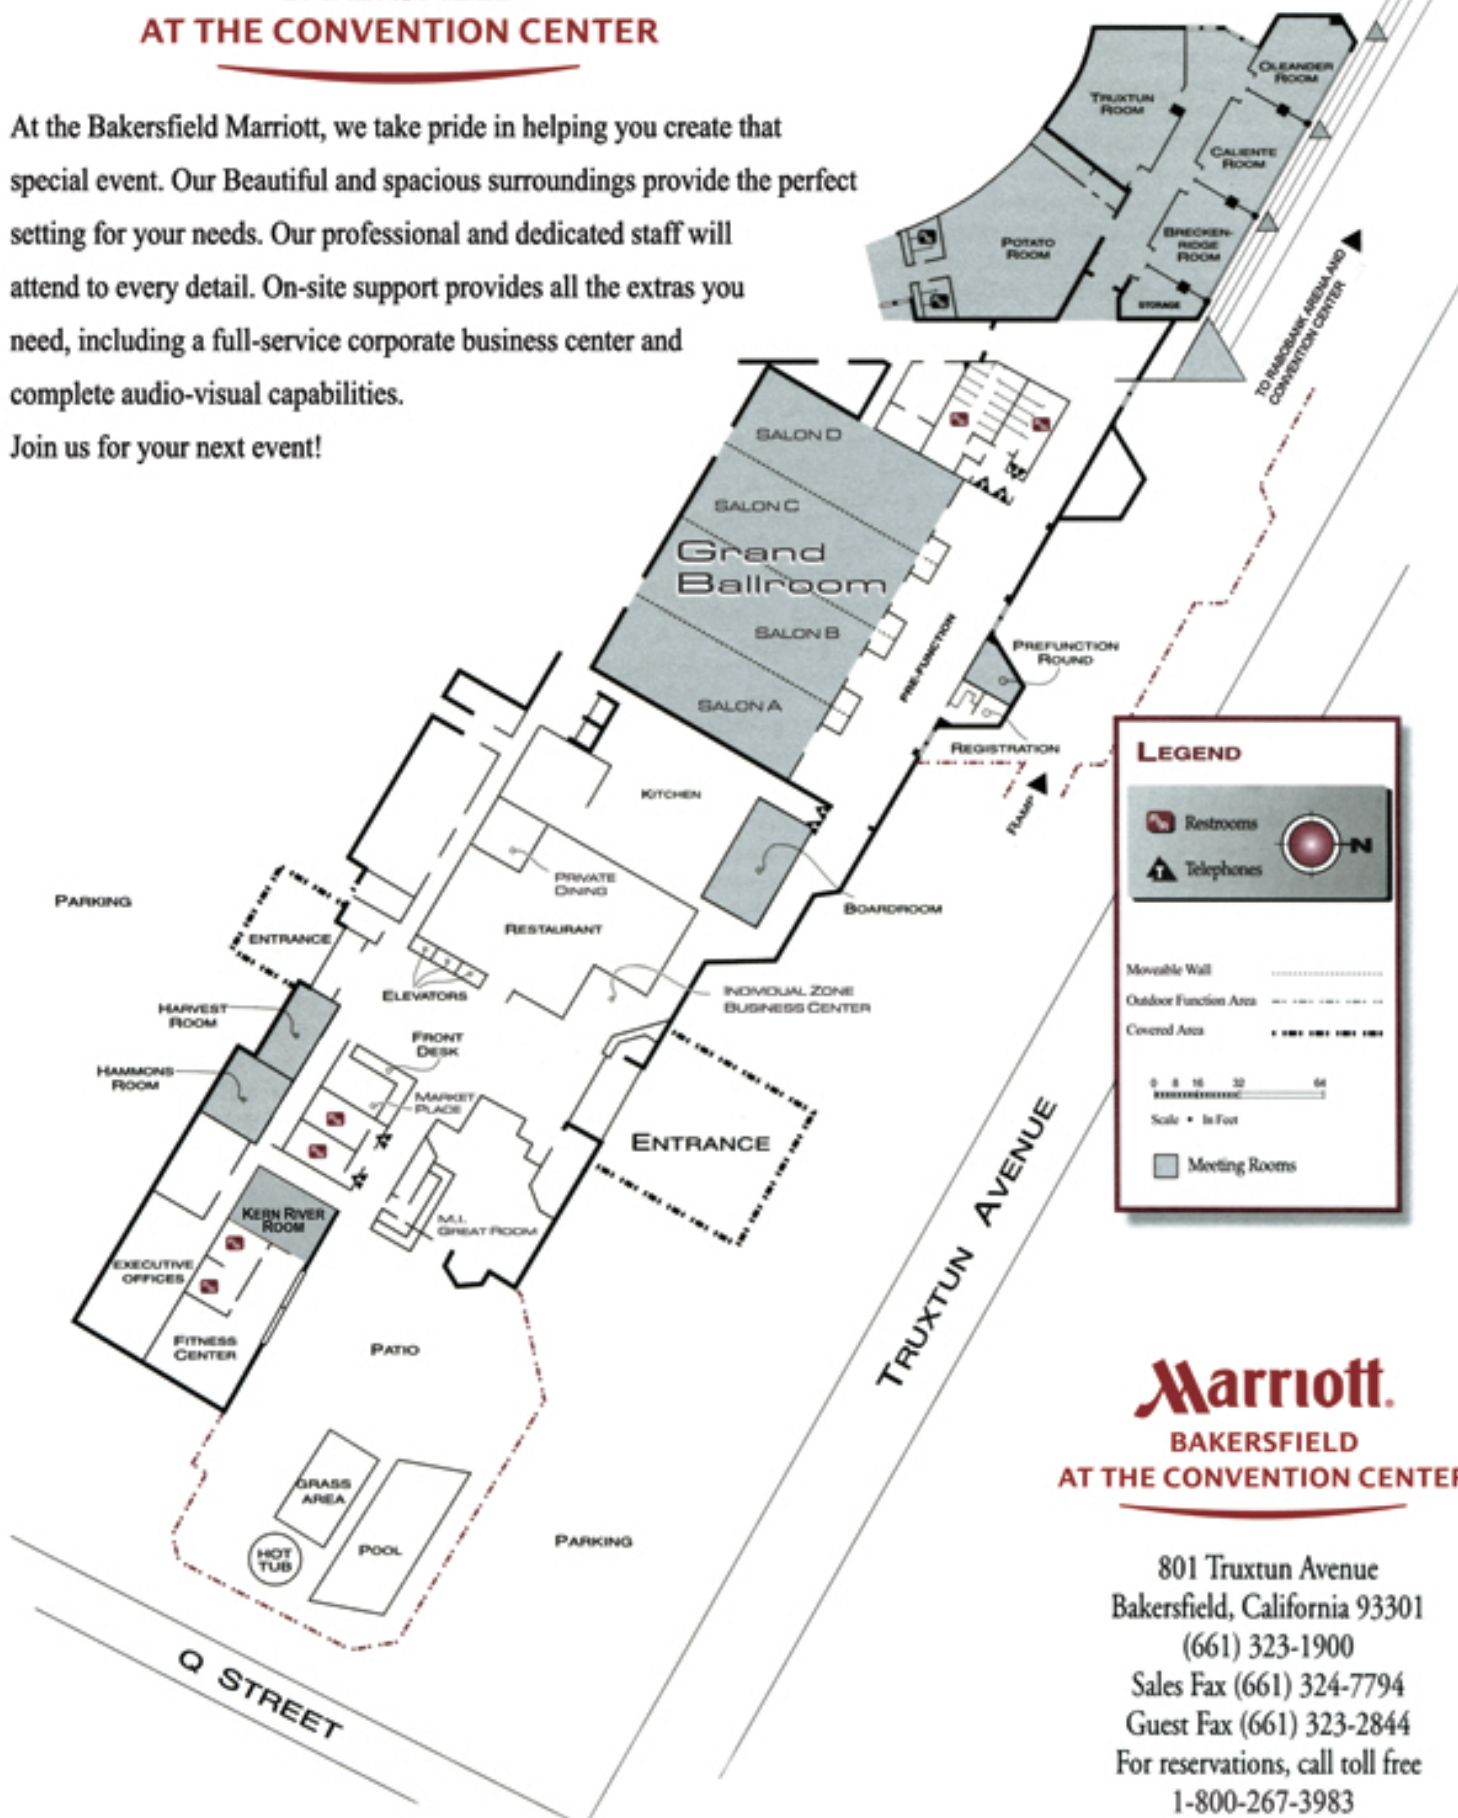 AT THE CONVENTION CENTER
At the Bakersfield Marriott, we take pride in helping you create that
special event. Our Beautiful and spacious surroundings provide the perfect
setting for your needs. Our professional and dedicated staff will
attend to every detail. On-site support provides all the extras you
need, including a full-service corporate business center and
complete audio-visual capabilities.
Join us for your next event!
OLEANDER
ROOM
TRUXTUN
ROOM
CALIENTE
ROOM
BRECKEN-
RIDGE
ROOM
POTATO
ROOM
STORAGE
TO RABOBANK ARENA AND
CONVENTION CENTER
SALON D
SALON C
Grand
Ballroom
SALON B
SALON A
PRE-FUNCTION
PREFUNCTION
ROUND
REGISTRATION
RAMP
KITCHEN
PRIVATE
DINING
BOARDROOM
RESTAURANT
PARKING
ENTRANCE
ELEVATORS
INDIVIDUAL ZONE
BUSINESS CENTER
HARVEST
ROOM
FRONT
DESK
HAMMONS
ROOM
MARKET
PLACE
ENTRANCE
KERN RIVER
ROOM
M.I.
GREAT ROOM
EXECUTIVE
OFFICES
FITNESS
CENTER
PATIO
GRASS
AREA
HOT
TUB
POOL
PARKING
Q STREET
TRUXTUN AVENUE
LEGEND
Restrooms
N
T
Telephones
Moveable Wall
Outdoor Function Area
Covered Area
0 8 16 32 64
Scale • In Feet
Meeting Rooms
Marriott.
BAKERSFIELD
AT THE CONVENTION CENTER
801 Truxtun Avenue
Bakersfield, California 93301
(661) 323-1900
Sales Fax (661) 324-7794
Guest Fax (661) 323-2844
For reservations, call toll free
1-800-267-3983